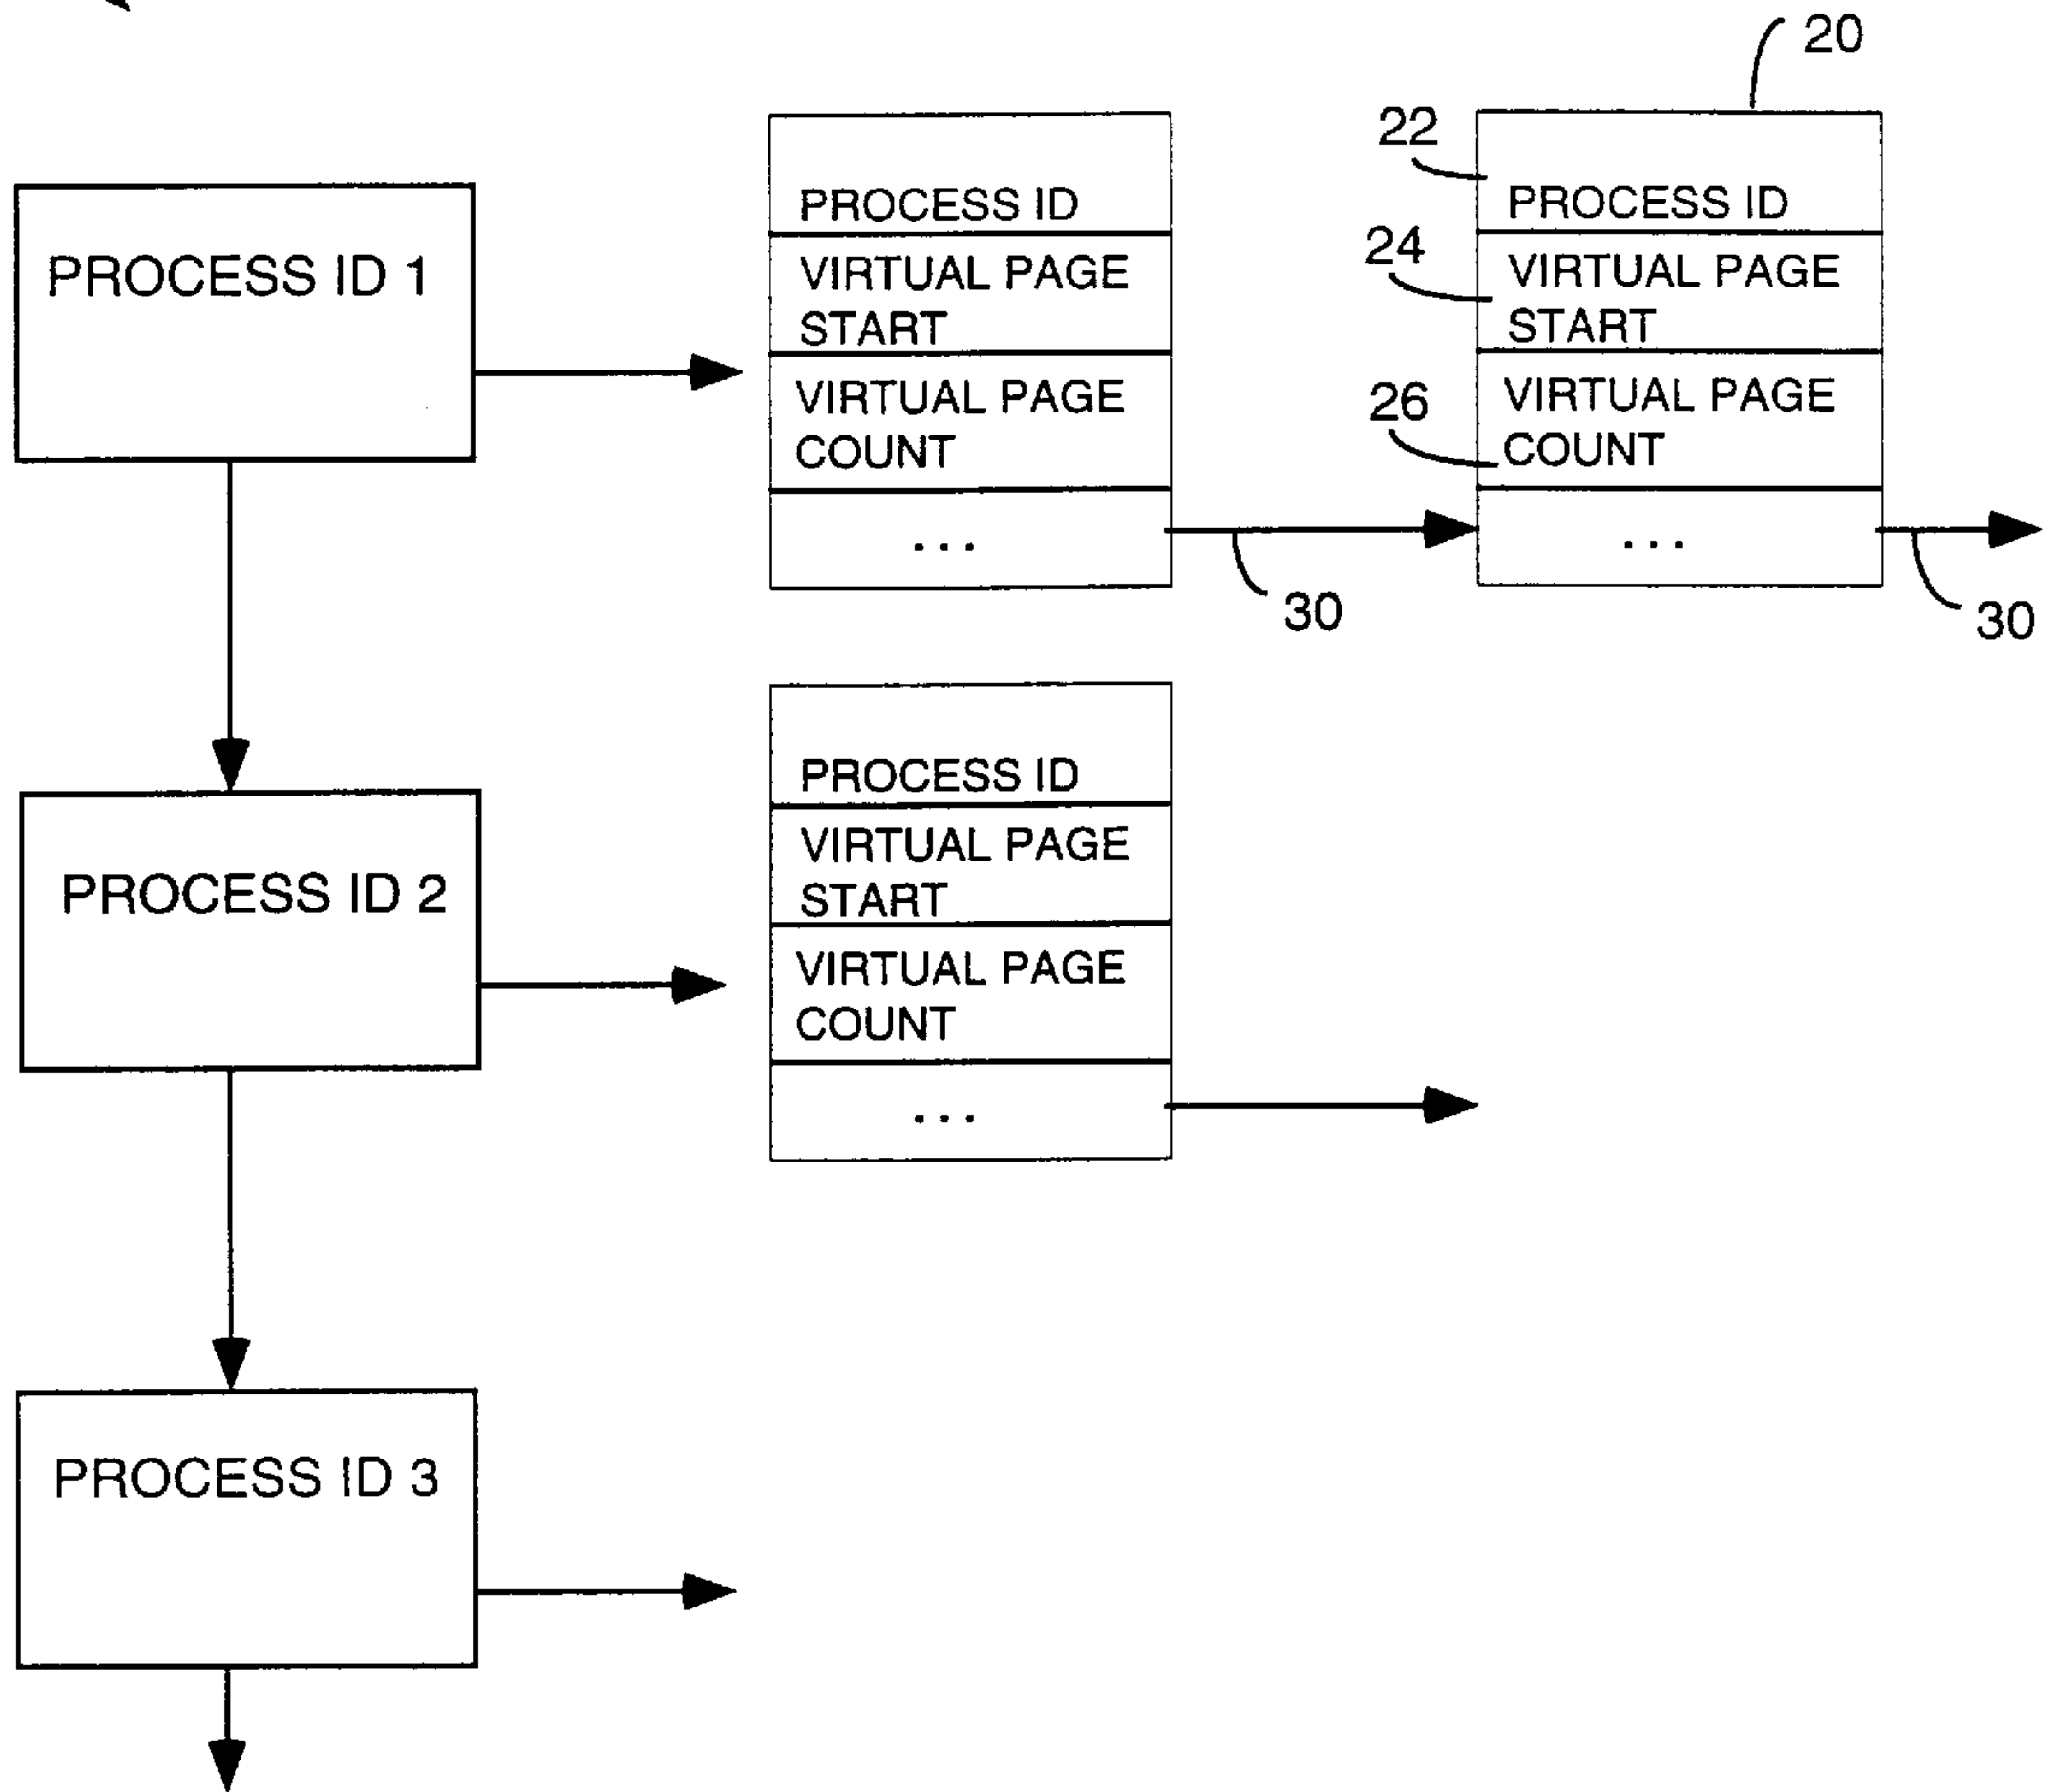 20
22
PROCESS ID
PROCESS ID
24
VIRTUAL PAGE
START
VIRTUAL PAGE
START
PROCESS ID 1
26
VIRTUAL PAGE
COUNT
VIRTUAL PAGE
COUNT
...
...
30
30
PROCESS ID
VIRTUAL PAGE
START
PROCESS ID 2
VIRTUAL PAGE
COUNT
...
PROCESS ID 3